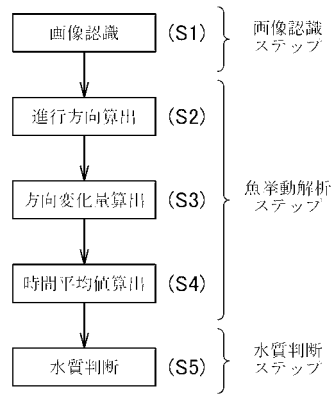 画像認識 (S1) 画像認識
ステップ
進行方向算出 (S2)
方向変化量算出 (S3) 魚挙動解析
ステップ
時間平均値算出 (S4)
水質判断 (S5) 水質判断
ステップ